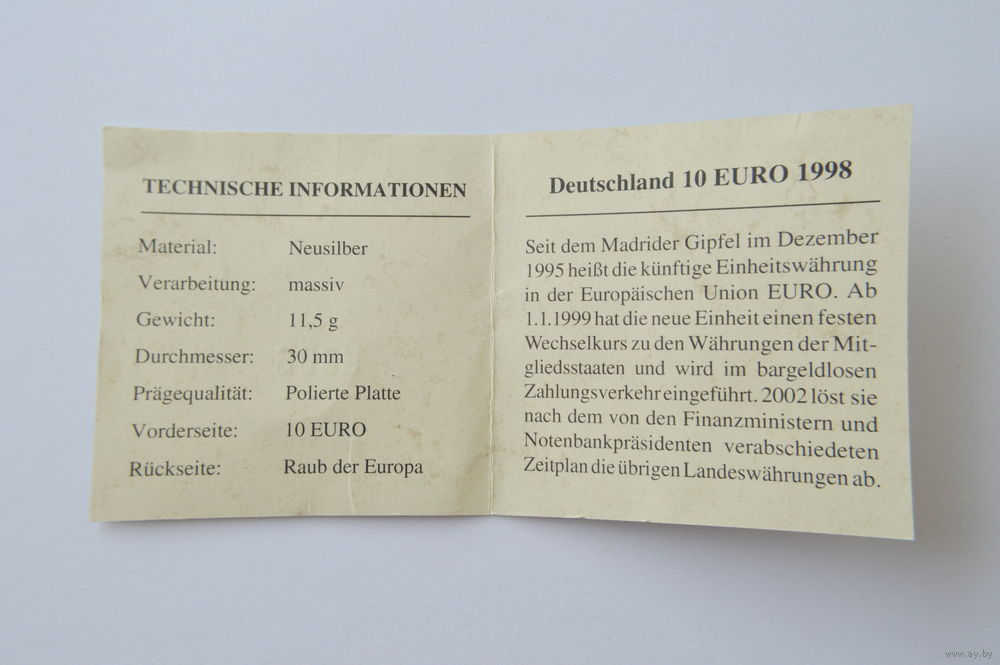 TECHNISCHE INFORMATIONEN
Material: Neusilber
Verarbeitung: massiv
Gewicht: 11,5 g
Durchmesser: 30 mm
Prägequalität: Polierte Platte
Vorderseite: 10 EURO
Rückseite: Raub der Europa
Deutschland 10 EURO 1998
Seit dem Madrider Gipfel im Dezember
1995 heißt die künftige Einheitswährung
in der Europäischen Union EURO. Ab
1.1.1999 hat die neue Einheit einen festen
Wechselkurs zu den Währungen der Mit-
gliedsstaaten und wird im bargeldlosen
Zahlungsverkehr eingeführt. 2002 löst sie
nach dem von den Finanzministern und
Notenbankpräsidenten verabschiedeten
Zeitplan die übrigen Landeswährungen ab.
www.ay.by